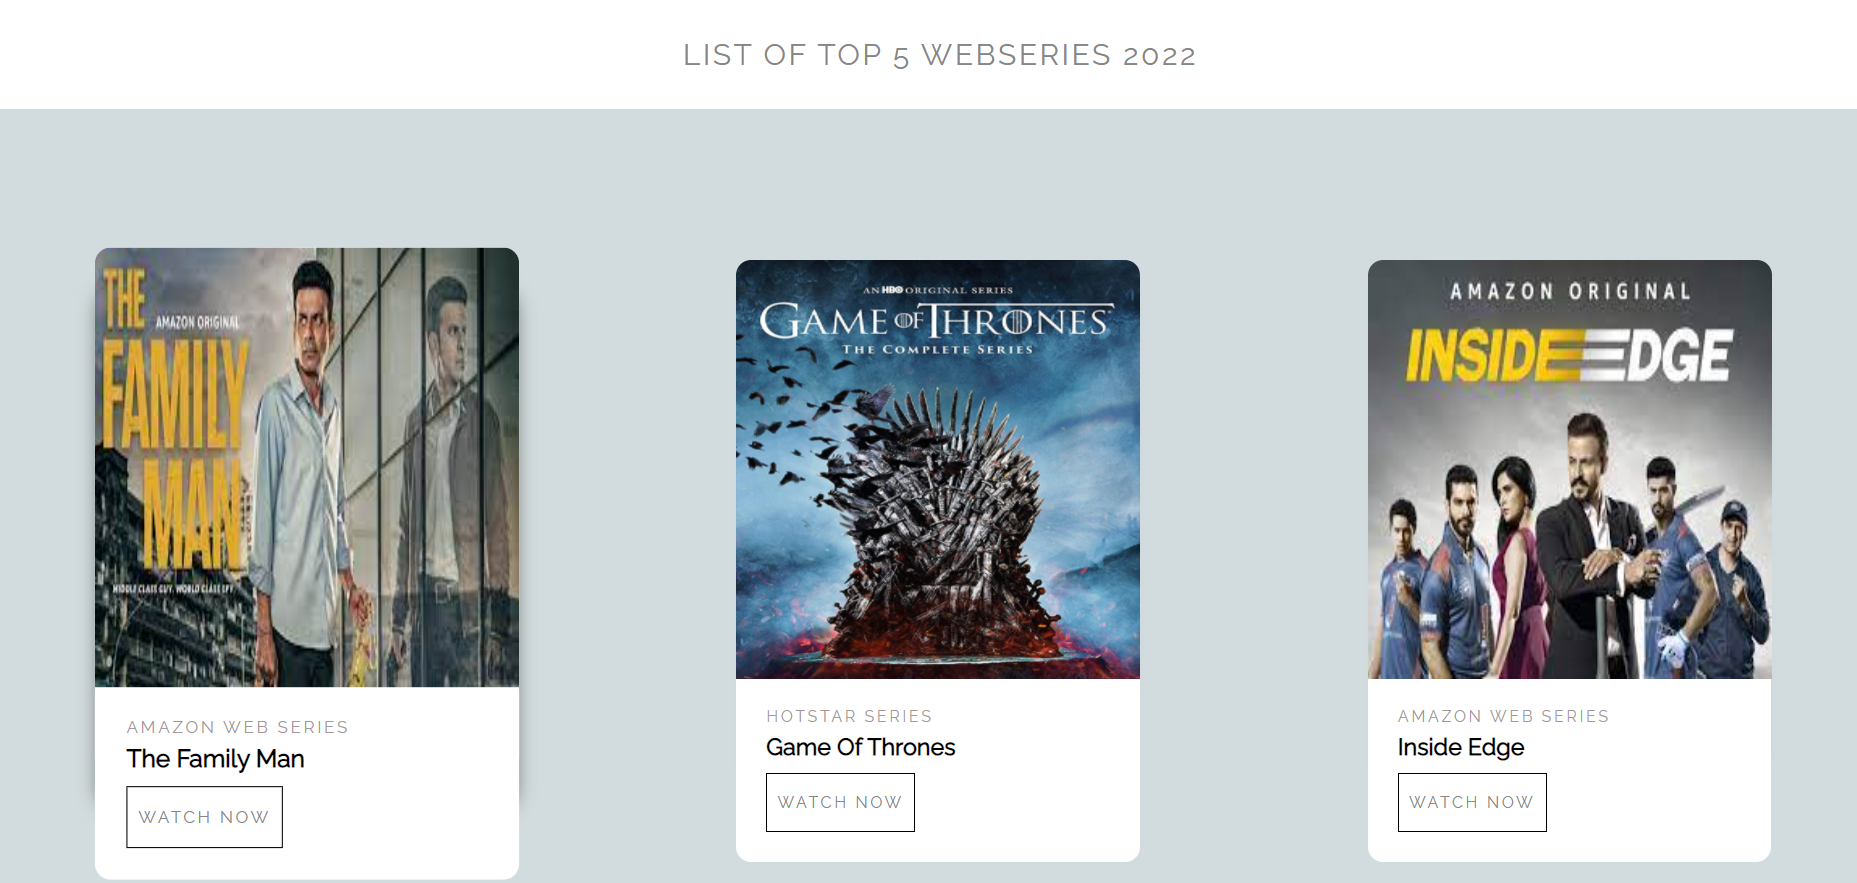 LIST OF TOP 5 WEBSERIES 2022
THE
AMAZON ORIGINAL
FAMILY
MAN
MIDDLE CLASS GUY. WORLD CLASS SPY
AMAZON WEB SERIES
The Family Man
WATCH NOW
AN HBO ORIGINAL SERIES
GAME OF THRONES
THE COMPLETE SERIES
HOTSTAR SERIES
Game Of Thrones
WATCH NOW
AMAZON ORIGINAL
INSIDE EDGE
AMAZON WEB SERIES
Inside Edge
WATCH NOW